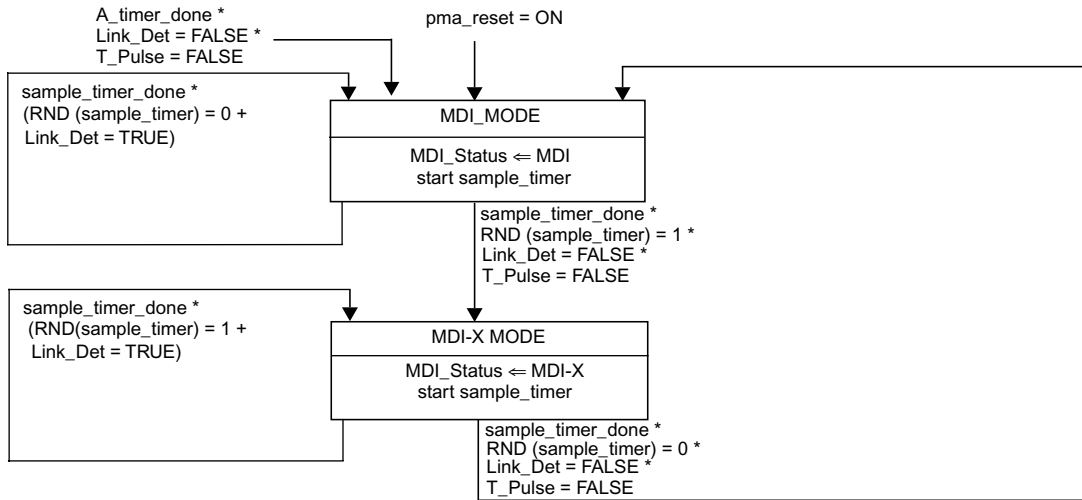 A_timer_done *
Link_Det = FALSE *
T_Pulse = FALSE
pma_reset = ON
sample_timer_done *
(RND (sample_timer) = 0 +
Link_Det = TRUE)
MDI_MODE
MDI_Status ⇐ MDI
start sample_timer
sample_timer_done *
RND (sample_timer) = 1 *
Link_Det = FALSE *
T_Pulse = FALSE
sample_timer_done *
(RND(sample_timer) = 1 +
Link_Det = TRUE)
MDI-X MODE
MDI_Status ⇐ MDI-X
start sample_timer
sample_timer_done *
RND (sample_timer) = 0 *
Link_Det = FALSE *
T_Pulse = FALSE